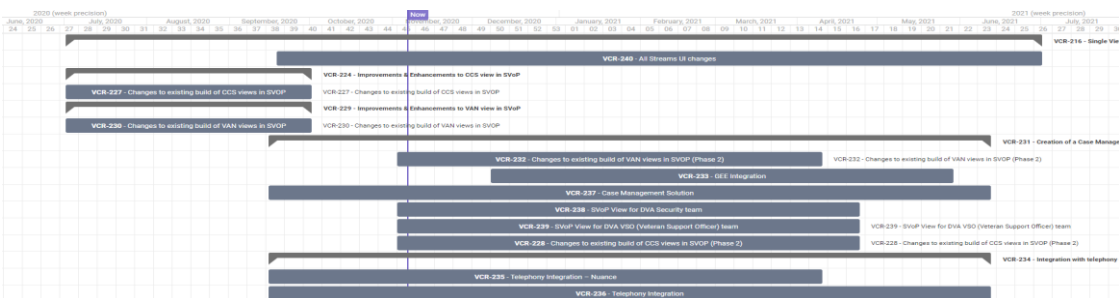 2020 (week precision) 2021 (week precision)
Now
June, 2020 July, 2020 August, 2020 September, 2020 October, 2020 November, 2020 December, 2020 January, 2021 February, 2021 March, 2021 April, 2021 May, 2021 June, 2021 July, 2021
24 25 26 27 28 29 30 31 32 33 34 35 36 37 38 39 40 41 42 43 44 45 46 47 48 49 50 51 52 53 01 02 03 04 05 06 07 08 09 10 11 12 13 14 15 16 17 18 19 20 21 22 23 24 25 26 27 28 29
VCR-216 - Single Vie
VCR-240 - All Streams UI changes
VCR-224 - Improvements & Enhancements to CCS view in SVoP
VCR-227 - Changes to existing build of CCS views in SVOP VCR-227 - Changes to existing build of CCS views in SVOP
VCR-229 - Improvements & Enhancements to VAN view in SVoP
VCR-230 - Changes to existing build of VAN views in SVOP VCR-230 - Changes to existing build of VAN views in SVOP
VCR-231 - Creation of a Case Manage
VCR-232 - Changes to existing build of VAN views in SVOP (Phase 2) VCR-232 - Changes to existing build of VAN views in SVOP (Phase 2)
VCR-233 - GEE Integration
VCR-237 - Case Management Solution
VCR-238 - SVoP View for DVA Security team
VCR-239 - SVoP View for DVA VSO (Veteran Support Officer) team VCR-239 - SVoP View for DVA VSO (Veteran Support Officer) team
VCR-228 - Changes to existing build of CCS views in SVOP (Phase 2) VCR-228 - Changes to existing build of CCS views in SVOP (Phase 2)
VCR-234 - Integration with telephony
VCR-235 - Telephony Integration – Nuance
VCR-236 - Telephony Integration